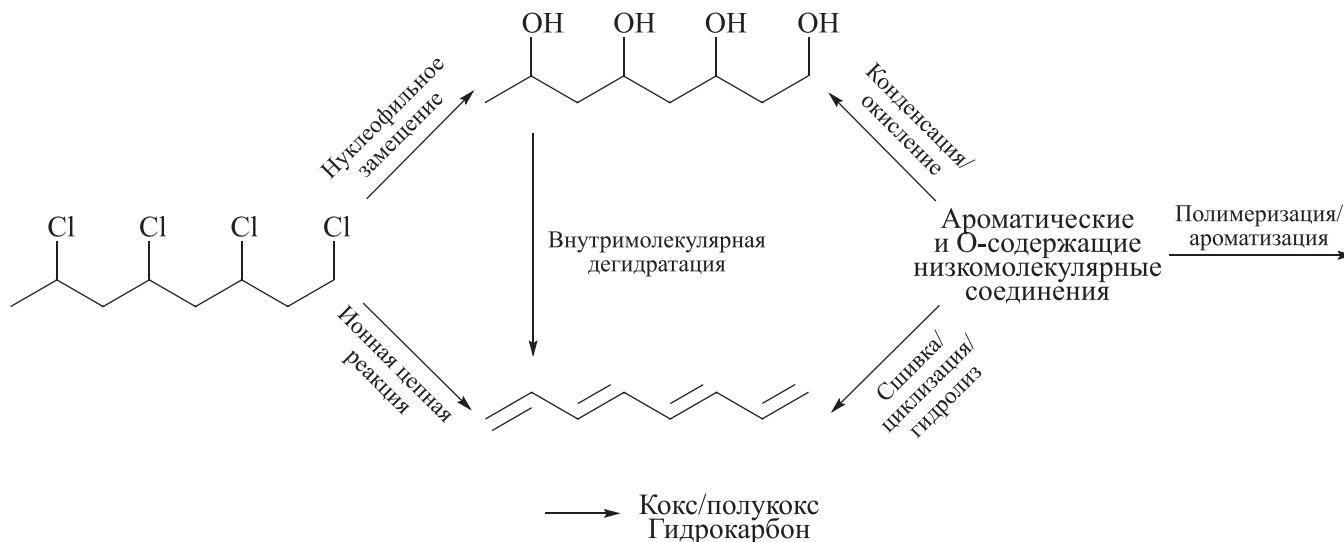 OH OH OH OH
Нуклеофильное
замещение
Конденсация/
окисление
Cl Cl Cl Cl
Внутримолекулярная
дегидратация
Ароматические
и О-содержащие
низкомолекулярные
соединения
Полимеризация/
ароматизация
Ионная цепная
реакция
Сшивка/
циклизация/
гидролиз
Кокс/полукокс
Гидрокарбон